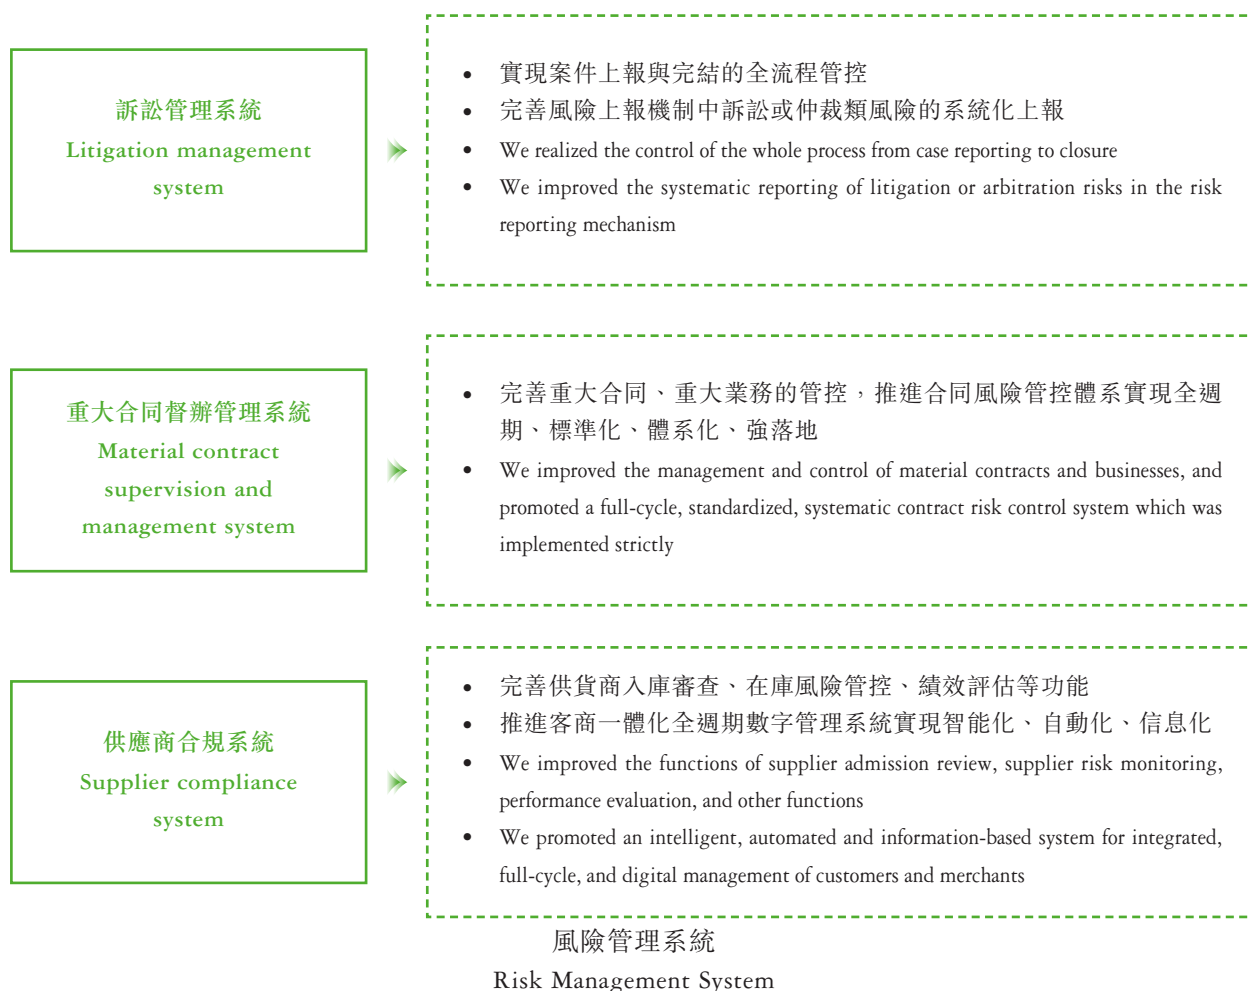 訴訟管理系統
Litigation management
system
• 實現案件上報與完結的全流程管控
• 完善風險上報機制中訴訟或仲裁類風險的系統化上報
• We realized the control of the whole process from case reporting to closure
• We improved the systematic reporting of litigation or arbitration risks in the risk
reporting mechanism
重大合同督辦管理系統
Material contract
supervision and
management system
• 完善重大合同、重大業務的管控，推進合同風險管控體系實現全週
期、標準化、體系化、強落地
• We improved the management and control of material contracts and businesses, and
promoted a full-cycle, standardized, systematic contract risk control system which was
implemented strictly
供應商合規系統
Supplier compliance
system
• 完善供貨商入庫審查、在庫風險管控、績效評估等功能
• 推進客商一體化全週期數字管理系統實現智能化、自動化、信息化
• We improved the functions of supplier admission review, supplier risk monitoring,
performance evaluation, and other functions
• We promoted an intelligent, automated and information-based system for integrated,
full-cycle, and digital management of customers and merchants
風險管理系統
Risk Management System